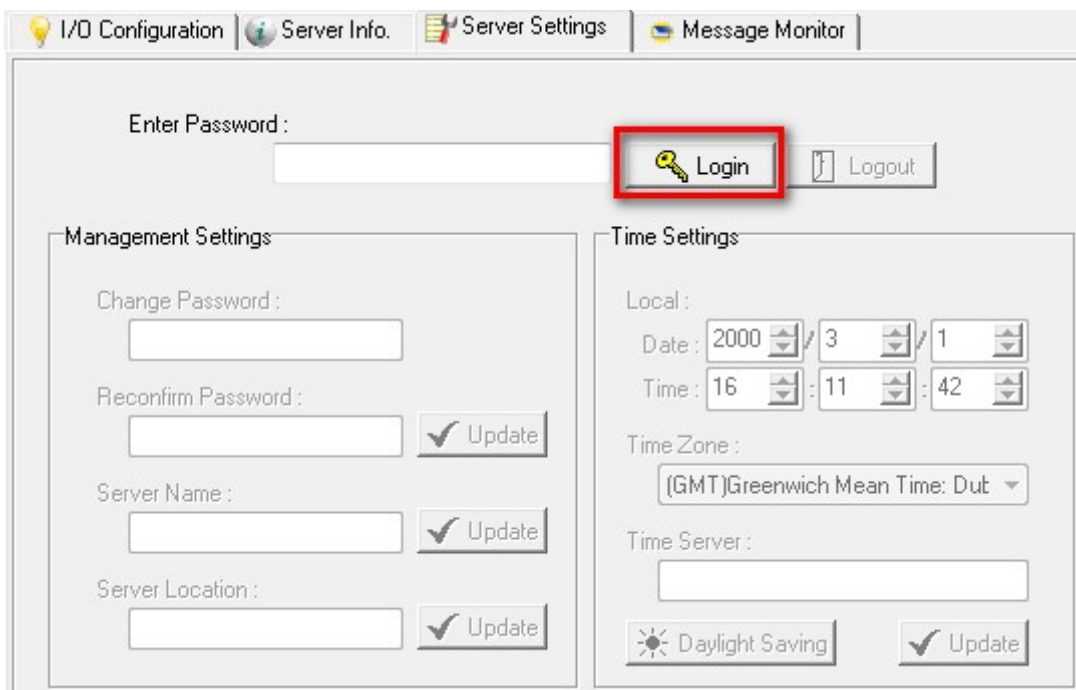 I/O Configuration Server Info. Server Settings Message Monitor
Enter Password :
Login Logout
Management Settings
Change Password :
Reconfirm Password :
Update
Server Name :
Update
Server Location :
Update
Time Settings
Local :
Date : 2000 / 3 / 1
Time : 16 : 11 : 42
Time Zone :
(GMT)Greenwich Mean Time: Dub
Time Server :
Daylight Saving Update